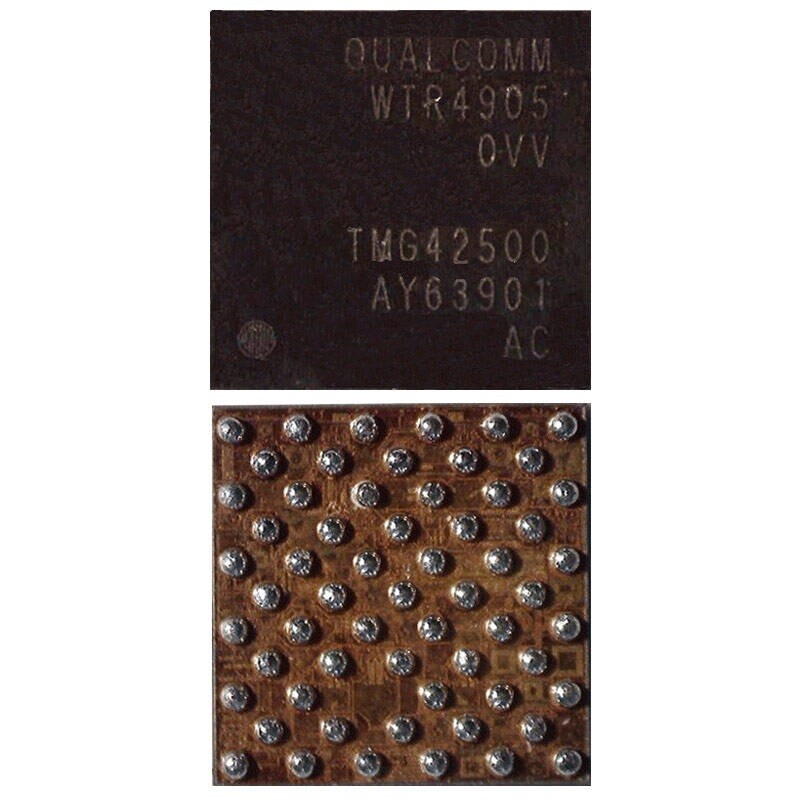 QUALCOMM
WTR4905
0VV
TMG42500
AY63901
AC